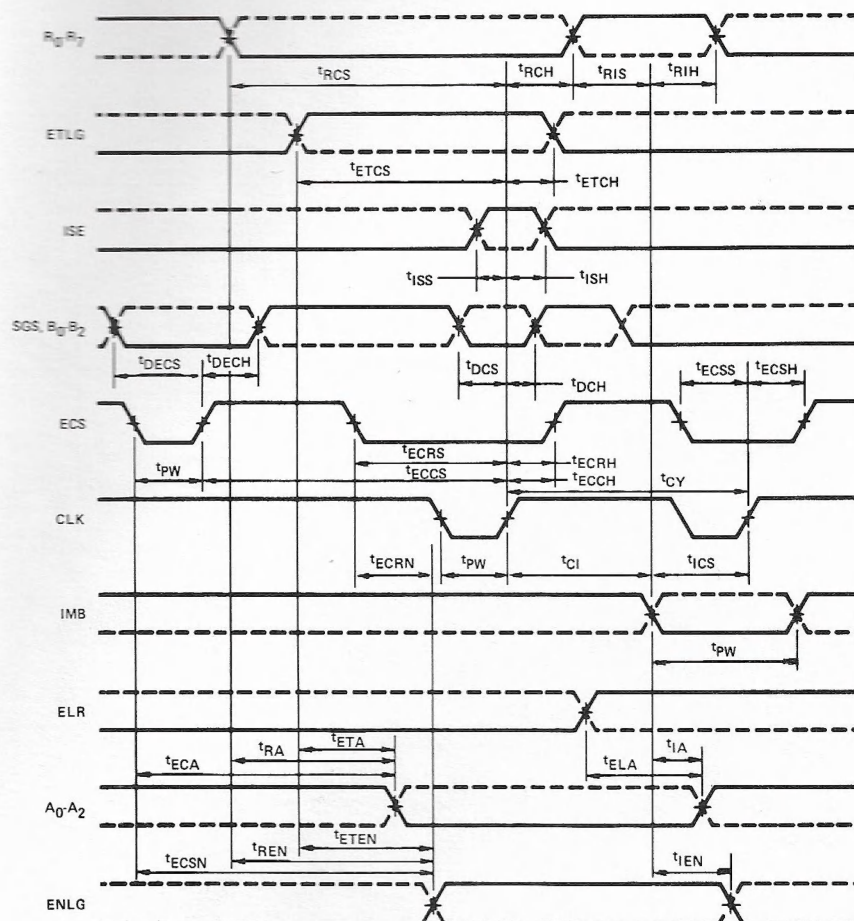 R0-R7
tRCS
tRCH
tRIS
tRIH
ETLG
tETCS
tETCH
ISE
tISS
tISH
SGS, B0-B2
tDECS
tDECH
tDCS
tDCH
tECSS
tECSH
ECS
tPW
tECRS
tECCS
tECRH
tECCH
tCY
CLK
tECRN
tPW
tCI
tICS
IMB
tPW
ELR
tETA
tRA
tECA
tIA
tELA
A0-A2
tETEN
tREN
tECSN
tIEN
ENLG